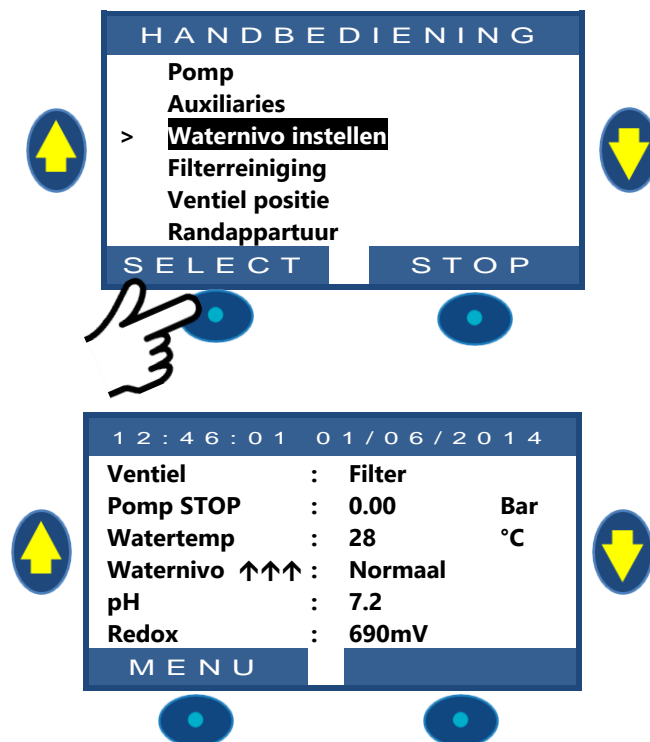 HANDBEDIENING
Pomp
Auxiliaries
> Waternivo instellen
Filterreiniging
Ventiel positie
Randappartuur
SELECT STOP
12:46:01 01/06/2014
Ventiel : Filter
Pomp STOP : 0.00 Bar
Watertemp : 28 °C
Waternivo ↑↑↑ : Normaal
pH : 7.2
Redox : 690mV
MENU